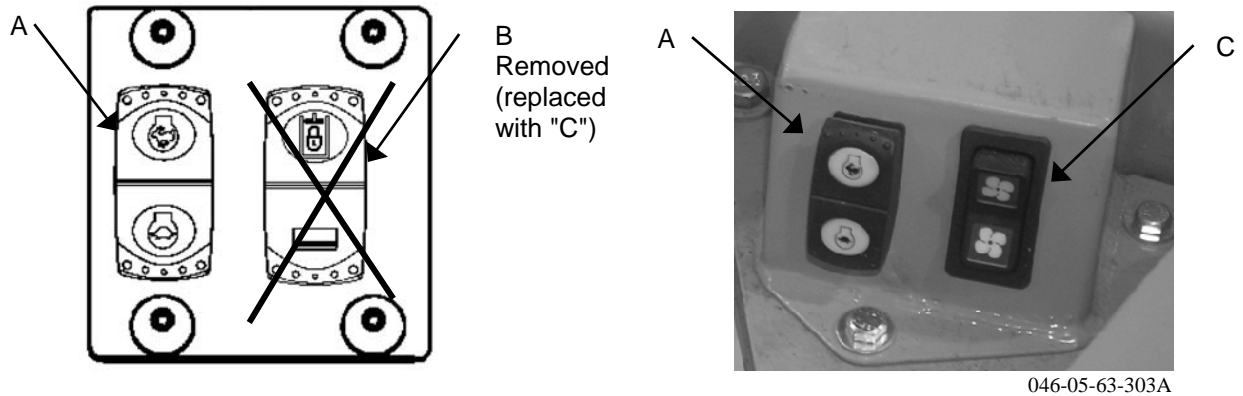 A
B
Removed
(replaced
with "C")
A
C
046-05-63-303A